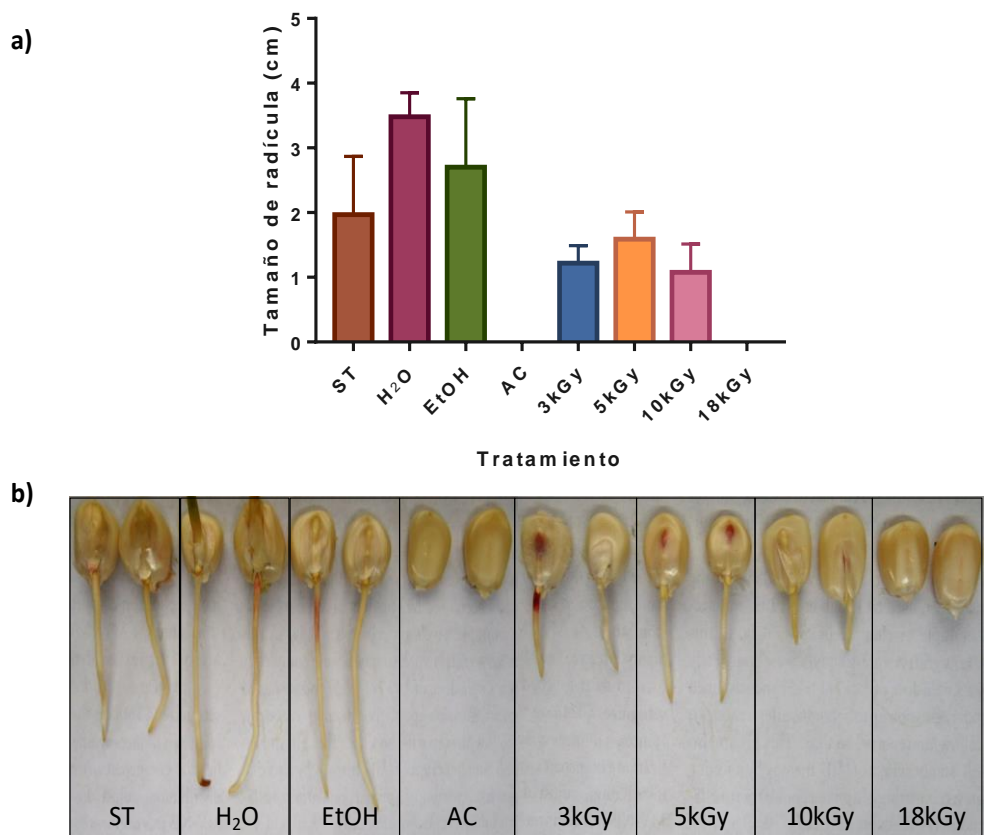 a)
Tamaño de radícula (cm)
5
4
3
2
1
0
ST
H₂O
EtOH
AC
3kGy
5kGy
10kGy
18kGy
Tratamiento
b)
ST H₂O EtOH AC 3kGy 5kGy 10kGy 18kGy